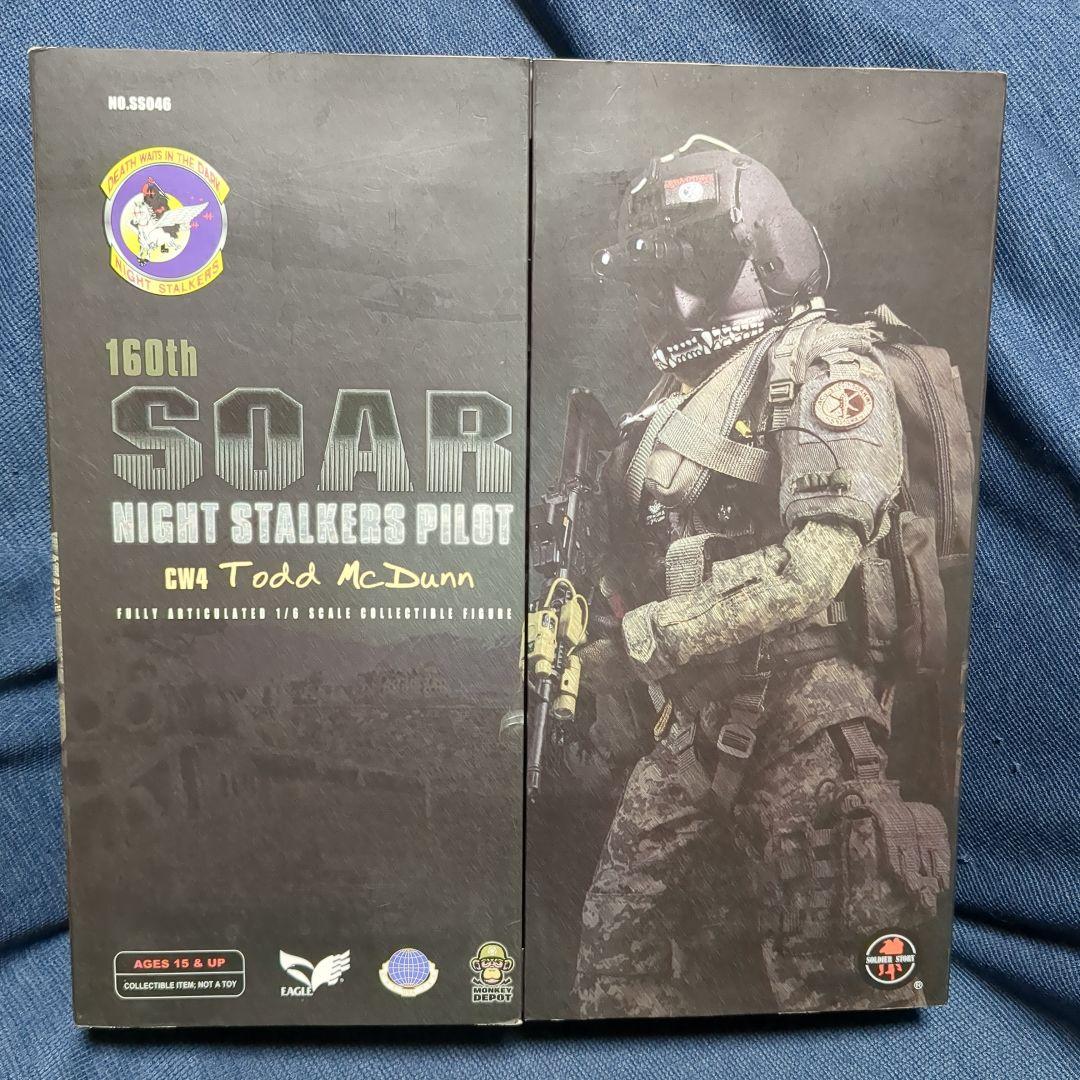 NO.SS046
DEATH WAITS IN THE DARK
NIGHT STALKERS
160th
SOAR
NIGHT STALKERS PILOT
CW4 Todd McDunn
FULLY ARTICULATED 1/6 SCALE COLLECTIBLE FIGURE
AGES 15 & UP
COLLECTIBLE ITEM; NOT A TOY
EAGLE
MONKEY
DEPOT
SOLDIER STORY
®